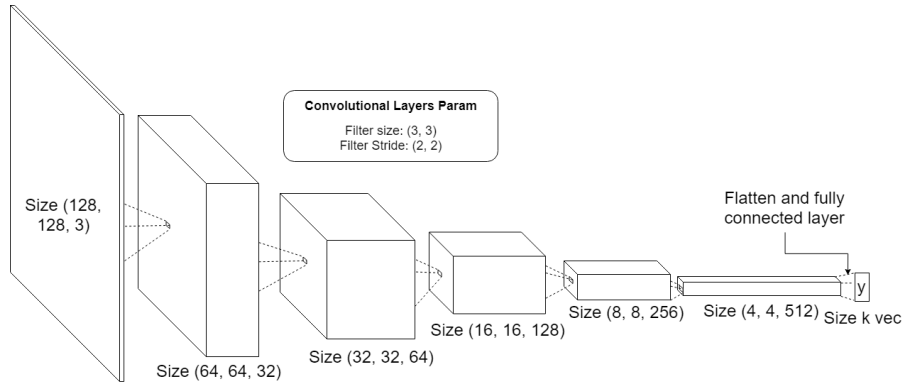 Convolutional Layers Param
Filter size: (3, 3)
Filter Stride: (2, 2)
Size (128,
128, 3)
Flatten and fully
connected layer
y
Size (64, 64, 32)
Size (32, 32, 64)
Size (16, 16, 128)
Size (8, 8, 256)
Size (4, 4, 512)
Size k vec